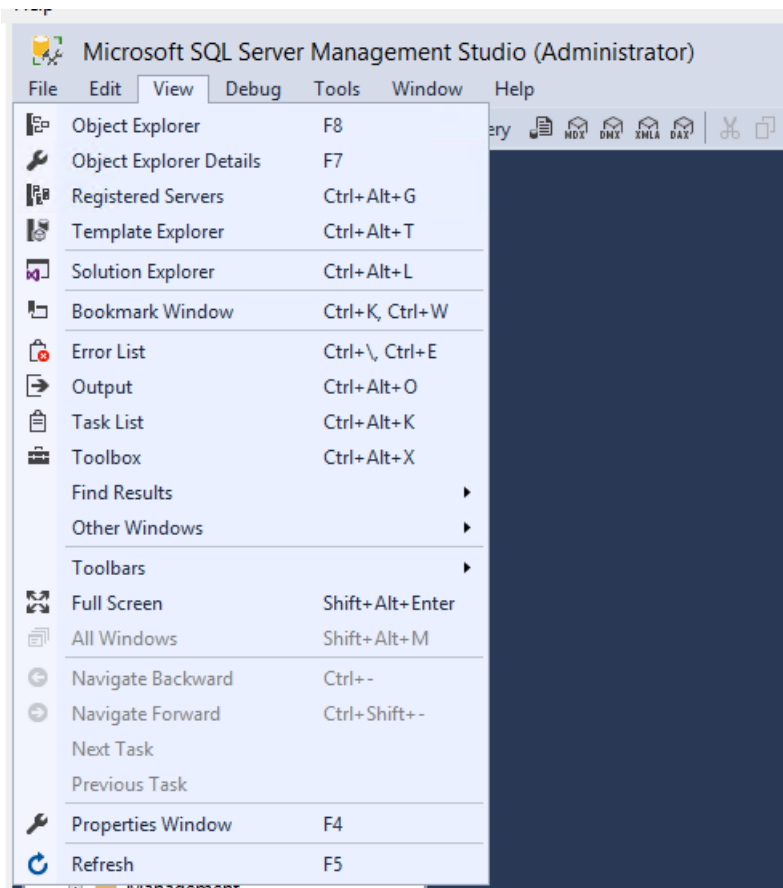 Help
Microsoft SQL Server Management Studio (Administrator)
File Edit View Debug Tools Window Help
ery MDX DMX XMLA DAX
Object Explorer F8
Object Explorer Details F7
Registered Servers Ctrl+Alt+G
Template Explorer Ctrl+Alt+T
Solution Explorer Ctrl+Alt+L
Bookmark Window Ctrl+K, Ctrl+W
Error List Ctrl+\, Ctrl+E
Output Ctrl+Alt+O
Task List Ctrl+Alt+K
Toolbox Ctrl+Alt+X
Find Results
Other Windows
Toolbars
Full Screen Shift+Alt+Enter
All Windows Shift+Alt+M
Navigate Backward Ctrl+-
Navigate Forward Ctrl+Shift+-
Next Task
Previous Task
Properties Window F4
Refresh F5
Management